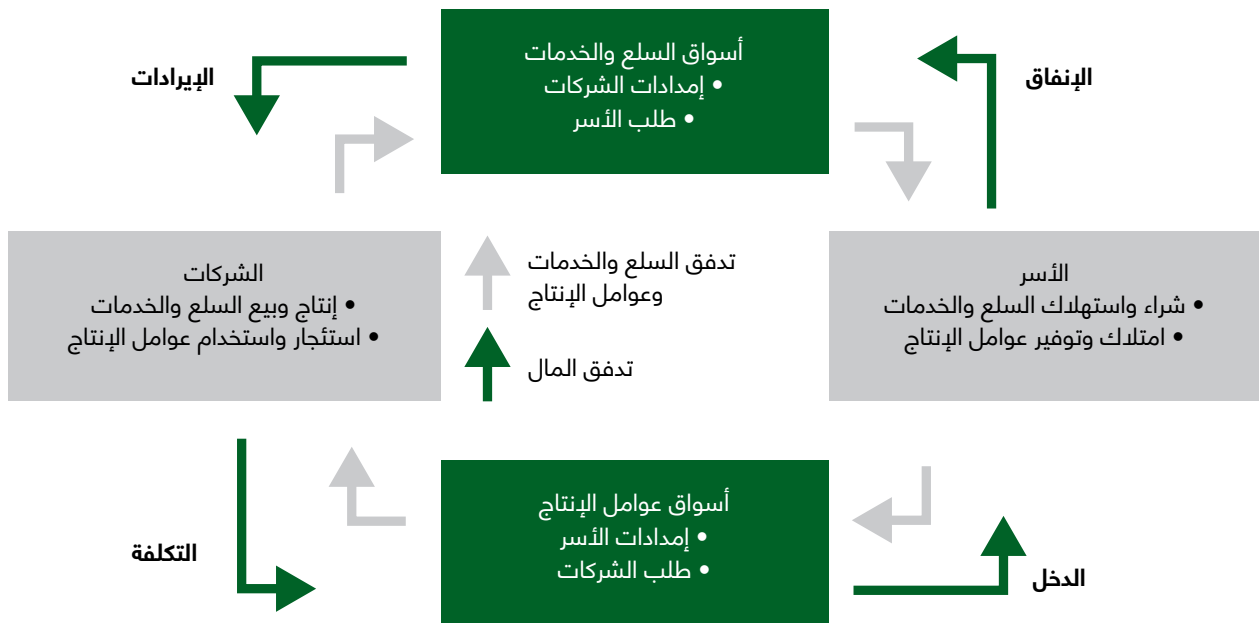 أسواق السلع والخدمات
• إمدادات الشركات
• طلب الأسر
الإنفاق
الإيرادات
الأسر
• شراء واستهلاك السلع والخدمات
• امتلاك وتوفير عوامل الإنتاج
تدفق السلع والخدمات
وعوامل الإنتاج
تدفق المال
الشركات
• إنتاج وبيع السلع والخدمات
• استئجار واستخدام عوامل الإنتاج
أسواق عوامل الإنتاج
• إمدادات الأسر
• طلب الشركات
الدخل
التكلفة